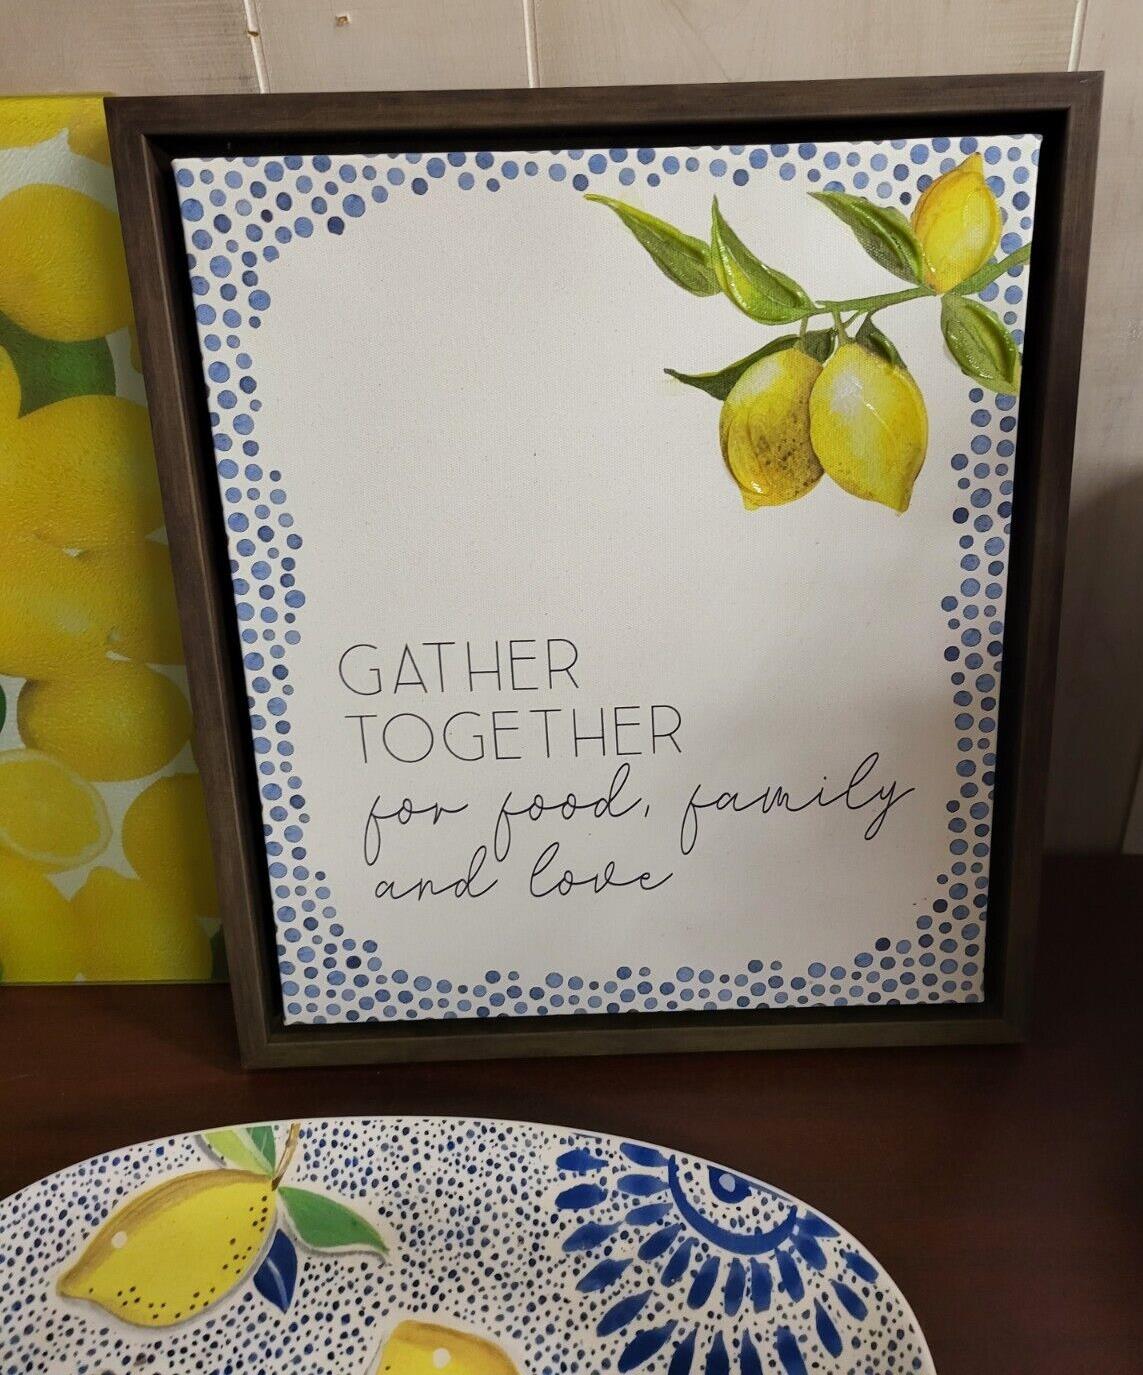 GATHER
TOGETHER
for food, family
and love